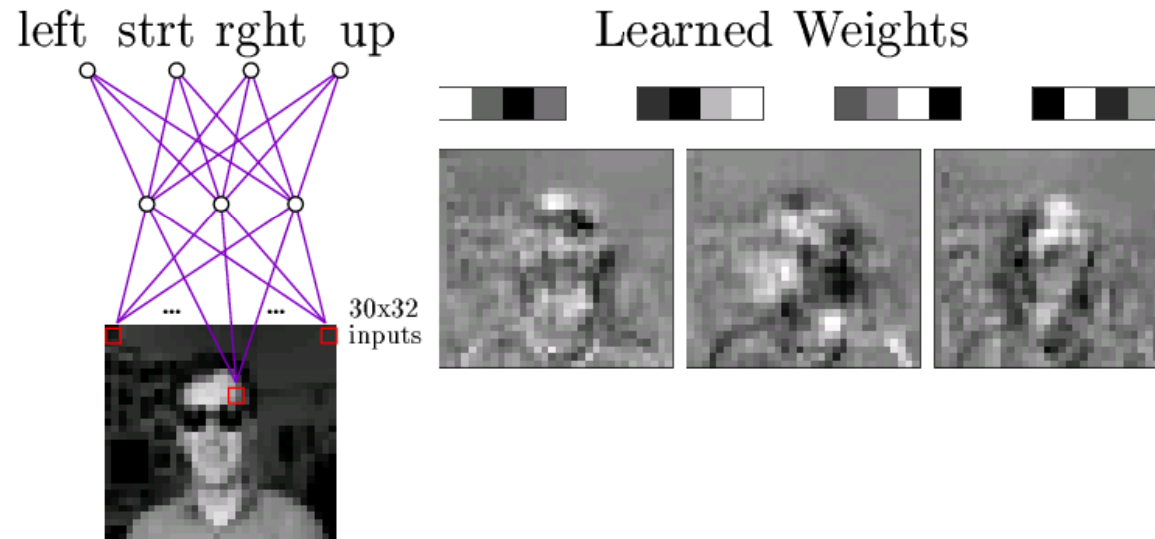 left strt rght up
Learned Weights
... ...
30x32
inputs